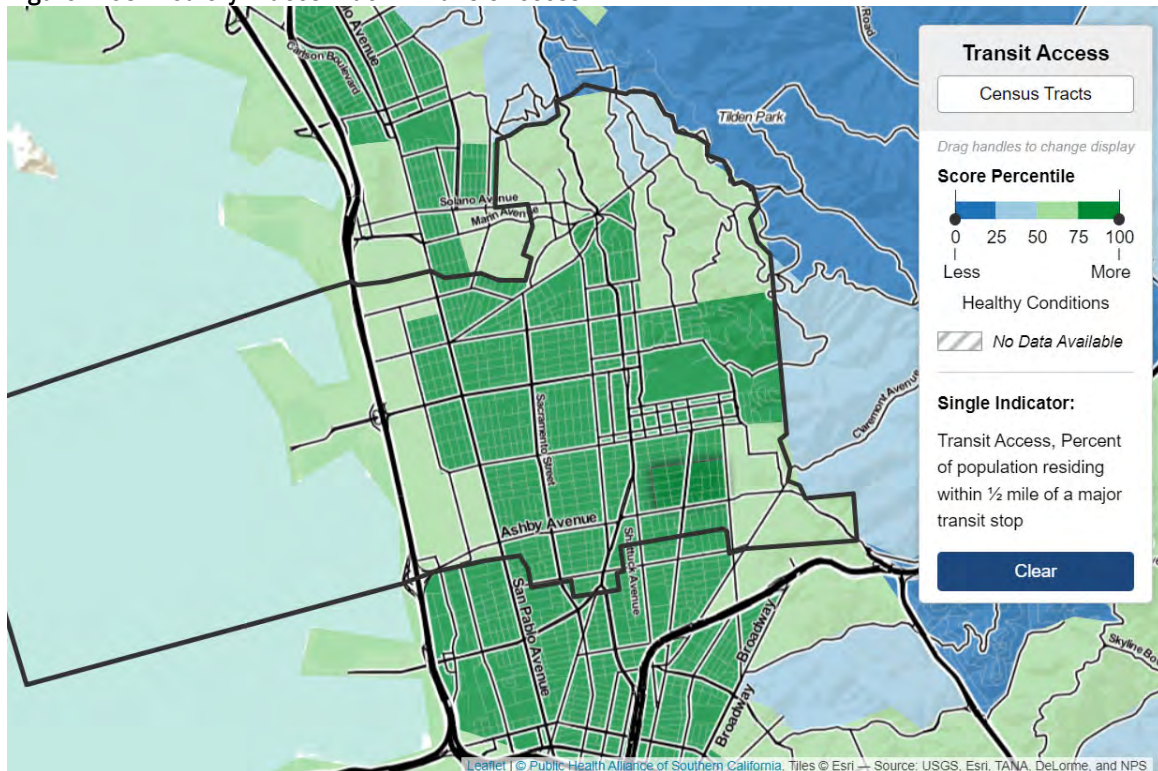 Carlson Boulevard
Avenue
Road
Tilden Park
Solano Avenue
Marin Avenue
Sacramento Street
Claremont Avenue
Ashby Avenue
Shattuck Avenue
San Pablo Avenue
Broadway
Broadway
Transit Access
Census Tracts
Drag handles to change display
Score Percentile
0 25 50 75 100
Less More
Healthy Conditions
No Data Available
Single Indicator:
Transit Access, Percent
of population residing
within ½ mile of a major
transit stop
Clear
Leaflet | © Public Health Alliance of Southern California, Tiles © Esri — Source: USGS, Esri, TANA, DeLorme, and NPS